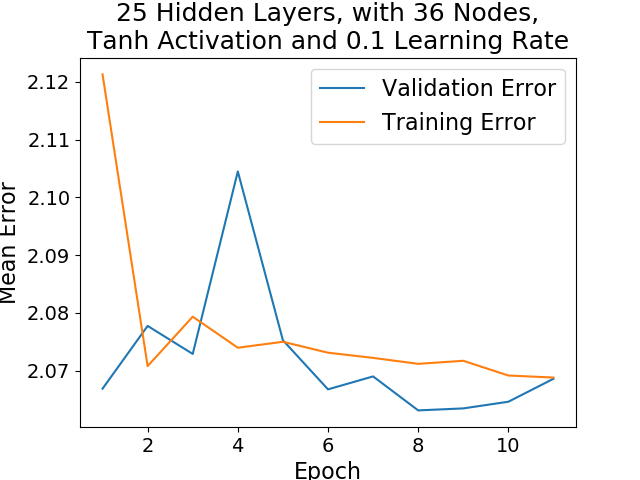 25 Hidden Layers, with 36 Nodes,
Tanh Activation and 0.1 Learning Rate
Validation Error
Training Error
Mean Error
2.12
2.11
2.10
2.09
2.08
2.07
2 4 6 8 10
Epoch